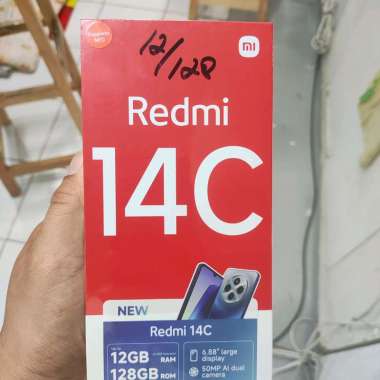 12/128
mi
Redmi
14C
NEW
Redmi 14C
12GB RAM
128GB ROM
6.88" large
display
50MP AI dual
camera